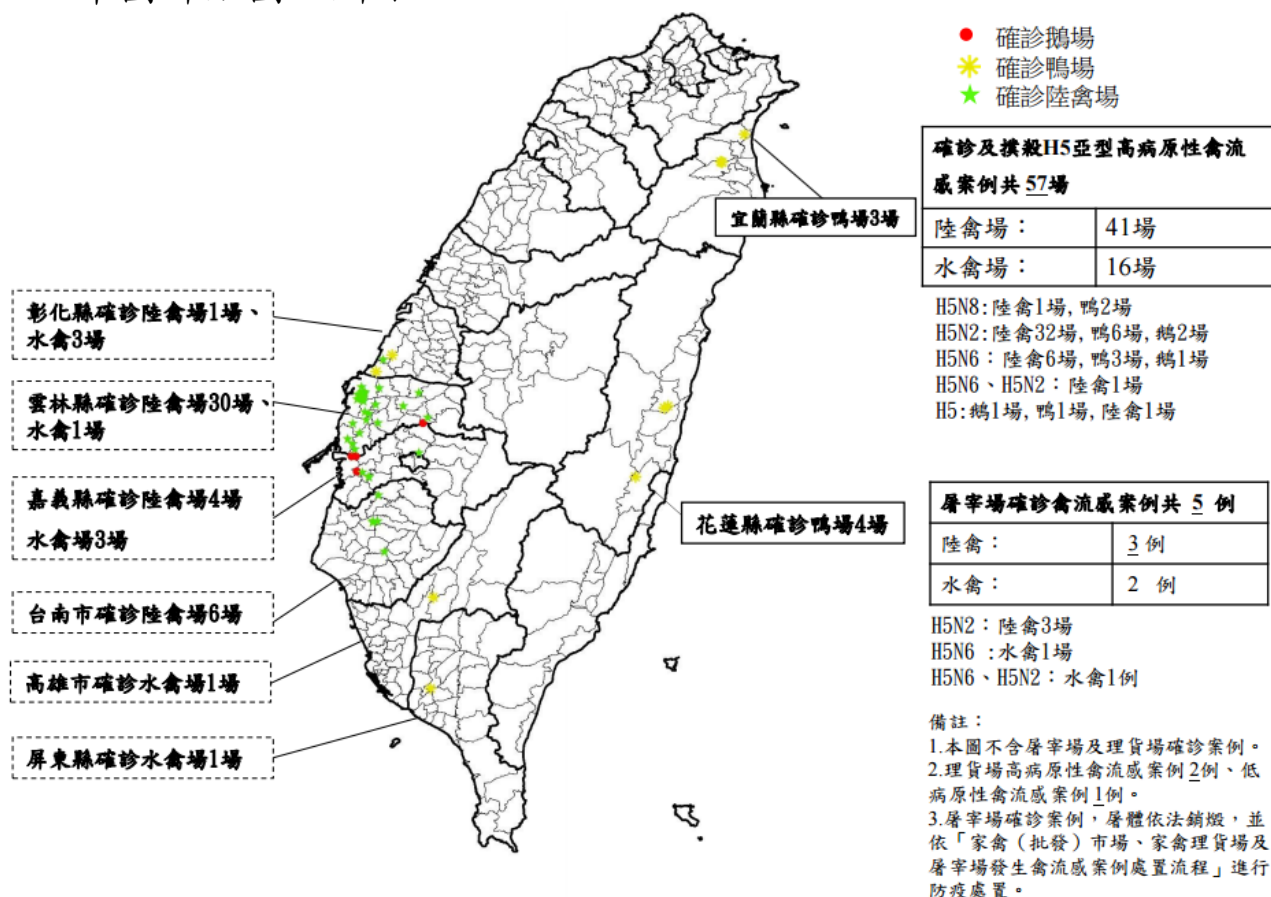 確診鵝場
確診鴨場
確診陸禽場
確診及撲殺H5亞型高病原性禽流
感案例共 57場
陸禽場： 41場
水禽場： 16場
H5N8:陸禽1場, 鴨2場
H5N2:陸禽32場, 鴨6場, 鵝2場
H5N6：陸禽6場, 鴨3場, 鵝1場
H5N6、H5N2：陸禽1場
H5:鵝1場, 鴨1場, 陸禽1場
宜蘭縣確診鴨場3場
彰化縣確診陸禽場1場、
水禽3場
雲林縣確診陸禽場30場、
水禽1場
嘉義縣確診陸禽場4場
水禽場3場
花蓮縣確診鴨場4場
台南市確診陸禽場6場
高雄市確診水禽場1場
屏東縣確診水禽場1場
屠宰場確診禽流感案例共 5 例
陸禽： 3 例
水禽： 2 例
H5N2：陸禽3場
H5N6 :水禽1場
H5N6、H5N2：水禽1例
備註：
1.本圖不含屠宰場及理貨場確診案例。
2.理貨場高病原性禽流感案例2例、低
病原性禽流感案例1例。
3.屠宰場確診案例，屠體依法銷燬，並
依「家禽（批發）市場、家禽理貨場及
屠宰場發生禽流感案例處置流程」進行
防疫處置。